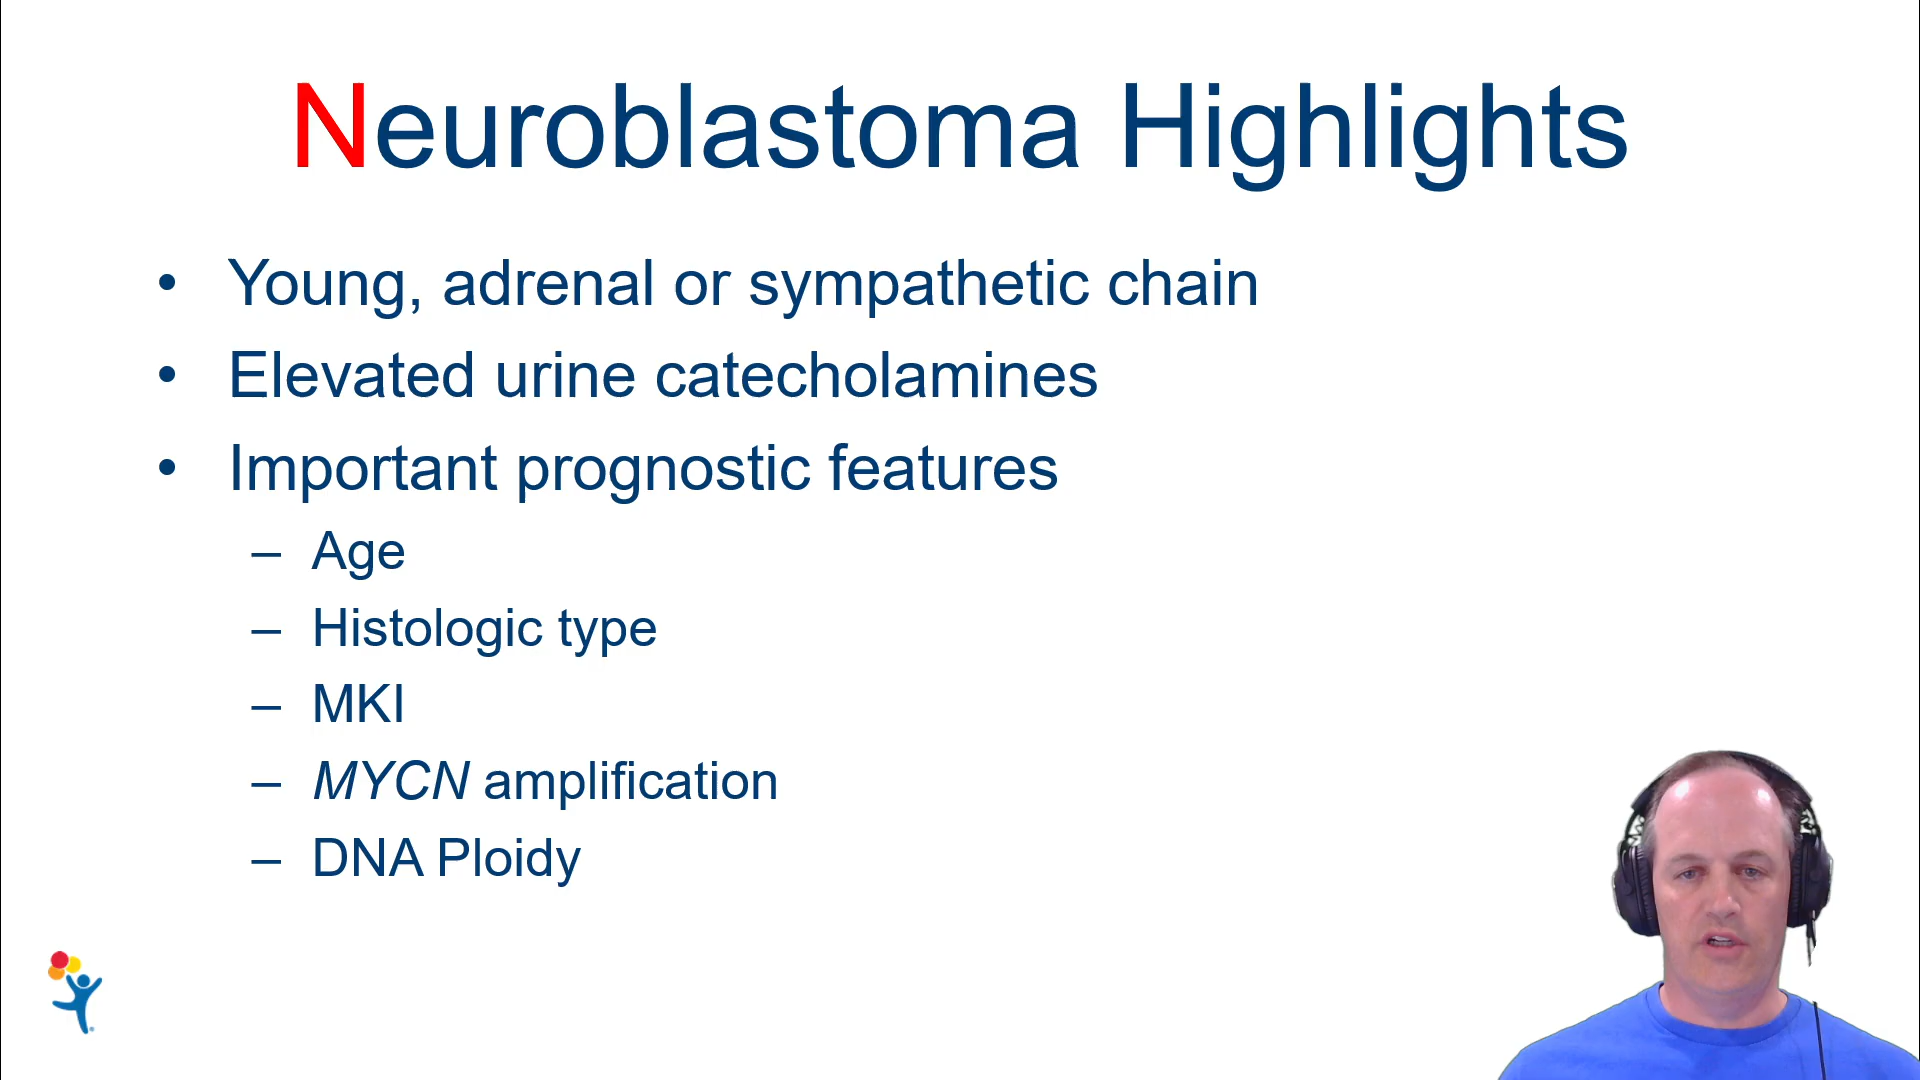 Neuroblastoma Highlights
• Young, adrenal or sympathetic chain
• Elevated urine catecholamines
• Important prognostic features
– Age
– Histologic type
– MKI
– MYCN amplification
– DNA Ploidy